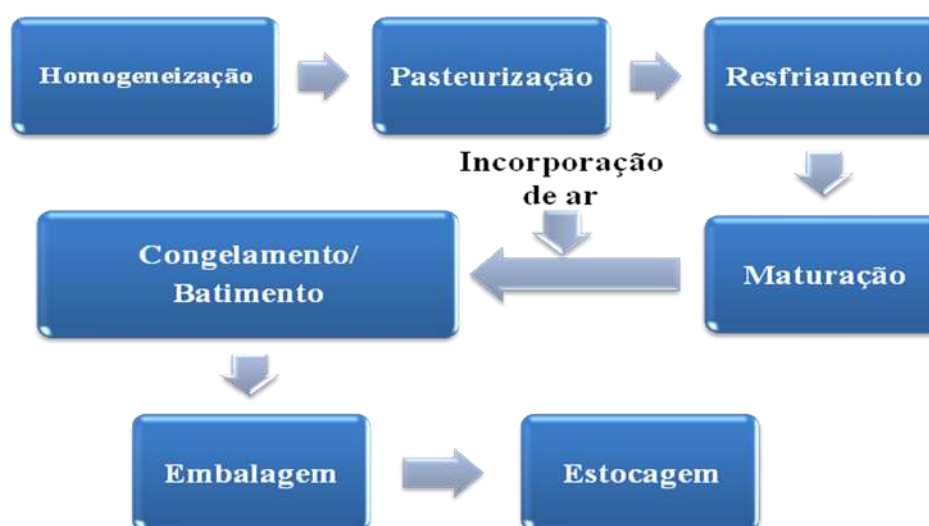 Homogeneização
Pasteurização
Resfriamento
Incorporação
de ar
Congelamento/
Batimento
Maturação
Embalagem
Estocagem